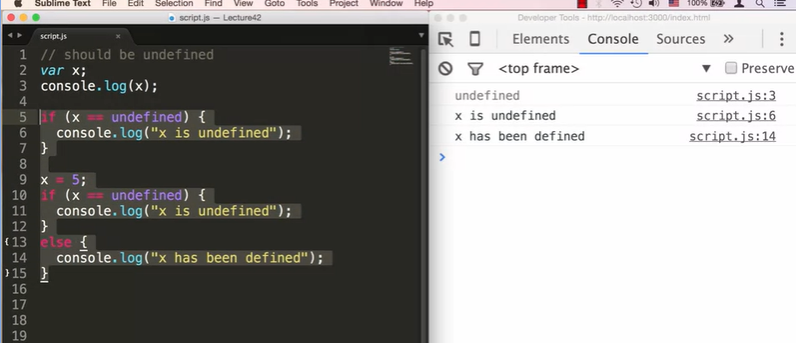 Sublime Text File Edit Selection Find View Goto Tools Project Window Help 100%
script.js — Lecture42
script.js ×
1 // should be undefined
2 var x;
3 console.log(x);
4
5 if (x == undefined) {
6 console.log("x is undefined");
7 }
8
9 x = 5;
10 if (x == undefined) {
11 console.log("x is undefined");
12 }
13 else {
14 console.log("x has been defined");
15 }
16
17
18
19
Developer Tools - http://localhost:3000/index.html
Elements Console Sources »
<top frame> ▼ Preserve
undefined script.js:3
x is undefined script.js:6
x has been defined script.js:14
>